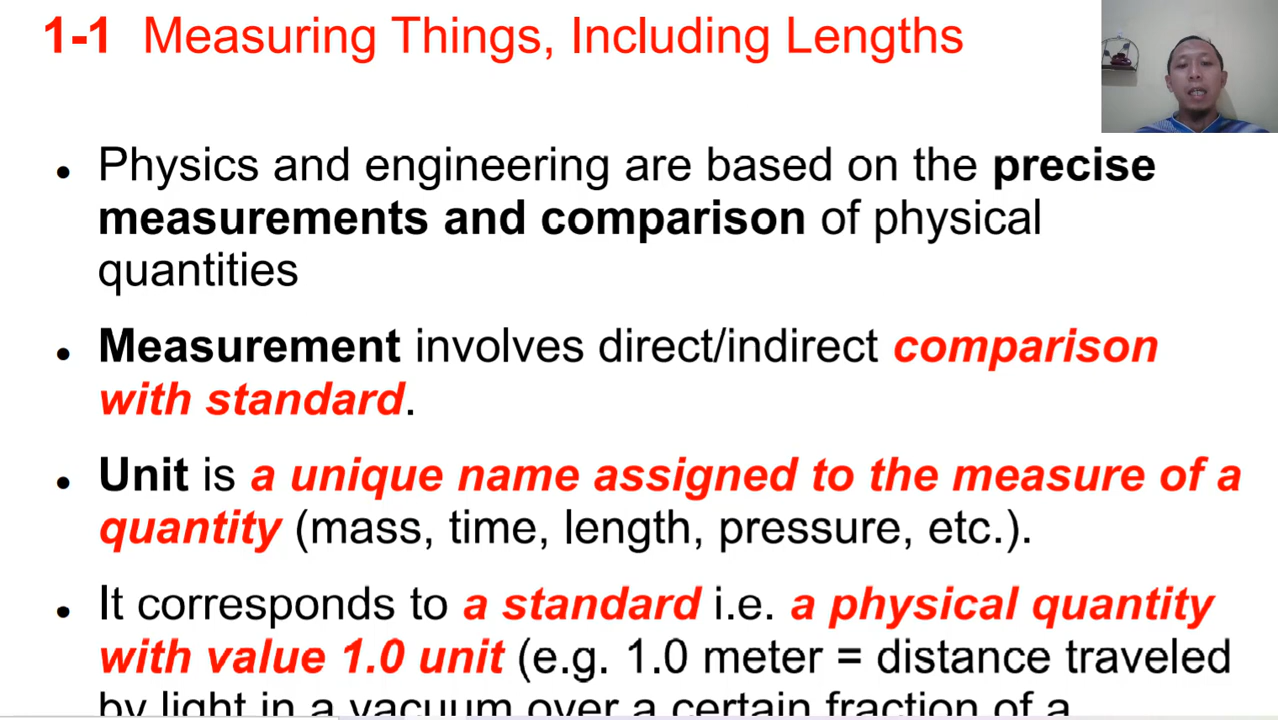 1-1 Measuring Things, Including Lengths
• Physics and engineering are based on the precise
measurements and comparison of physical
quantities
• Measurement involves direct/indirect comparison
with standard.
• Unit is a unique name assigned to the measure of a
quantity (mass, time, length, pressure, etc.).
• It corresponds to a standard i.e. a physical quantity
with value 1.0 unit (e.g. 1.0 meter = distance traveled
by light in a vacuum over a certain fraction of a